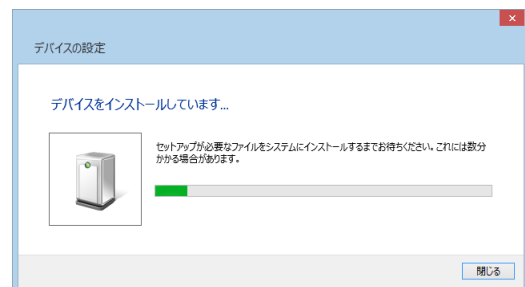 デバイスの設定
デバイスをインストールしています...
セットアップが必要なファイルをシステムにインストールするまでお待ちください。これには数分
かかる場合があります。
閉じる